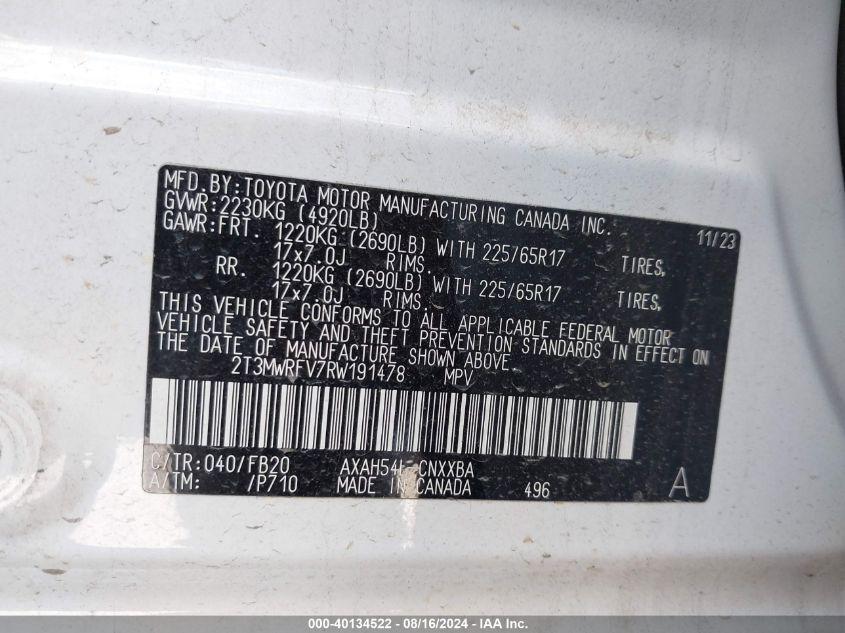 MFD.BY:TOYOTA MOTOR MANUFACTURING CANADA INC. 11/23
GVWR:2230KG (4920LB)
GAWR:FRT. 1220KG (2690LB) WITH 225/65R17 TIRES,
17x7.0J RIMS.
RR. 1220KG (2690LB) WITH 225/65R17 TIRES,
17x7.0J RIMS.
THIS VEHICLE CONFORMS TO ALL APPLICABLE FEDERAL MOTOR
VEHICLE SAFETY AND THEFT PREVENTION STANDARDS IN EFFECT ON
THE DATE OF MANUFACTURE SHOWN ABOVE.
2T3MWRFV7RW191478 MPV
C/TR:040/FB20 AXAH54L-CNXXBA
A/TM: /P710 MADE IN CANADA 496 A
000-40134522 - 08/16/2024 - IAA Inc.